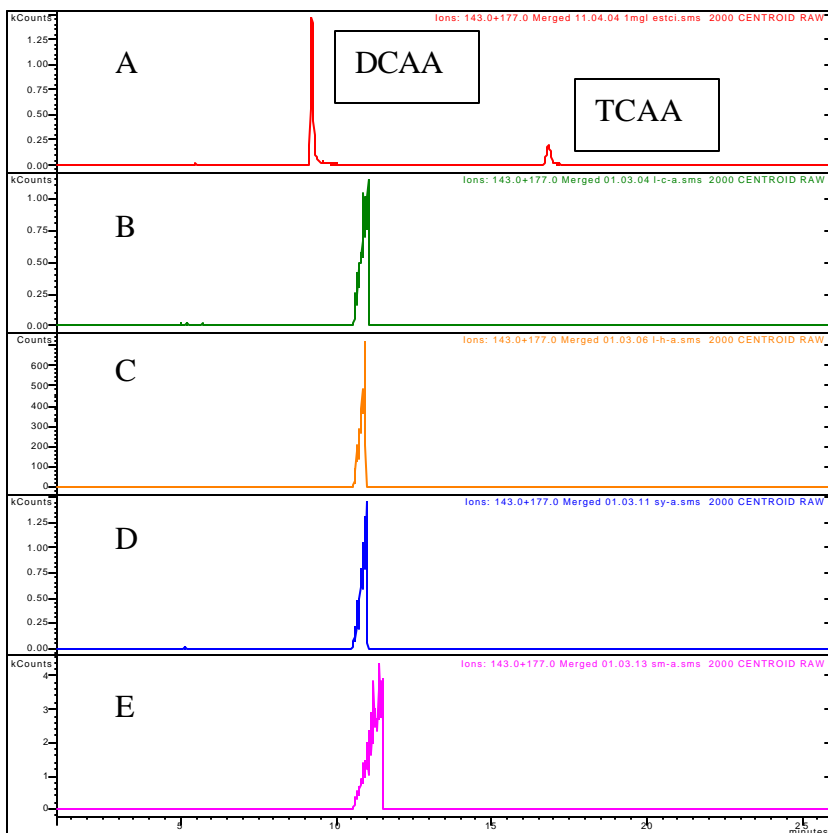 kCounts Ions: 143.0+177.0 Merged 11.04.04 1mgl estci.sms 2000 CENTROID RAW
1.25
A DCAA
1.00
TCAA
0.75
0.50
0.25
0.00
kCounts Ions: 143.0+177.0 Merged 01.03.04 l-c-a.sms 2000 CENTROID RAW
1.00
B
0.75
0.50
0.25
0.00
Counts Ions: 143.0+177.0 Merged 01.03.06 l-h-a.sms 2000 CENTROID RAW
600
C
500
400
300
200
100
0
kCounts Ions: 143.0+177.0 Merged 01.03.11 sy-a.sms 2000 CENTROID RAW
1.25
D
1.00
0.75
0.50
0.25
0.00
kCounts Ions: 143.0+177.0 Merged 01.03.13 sm-a.sms 2000 CENTROID RAW
4
E
3
2
1
0
5 10 15 20 25
minutes